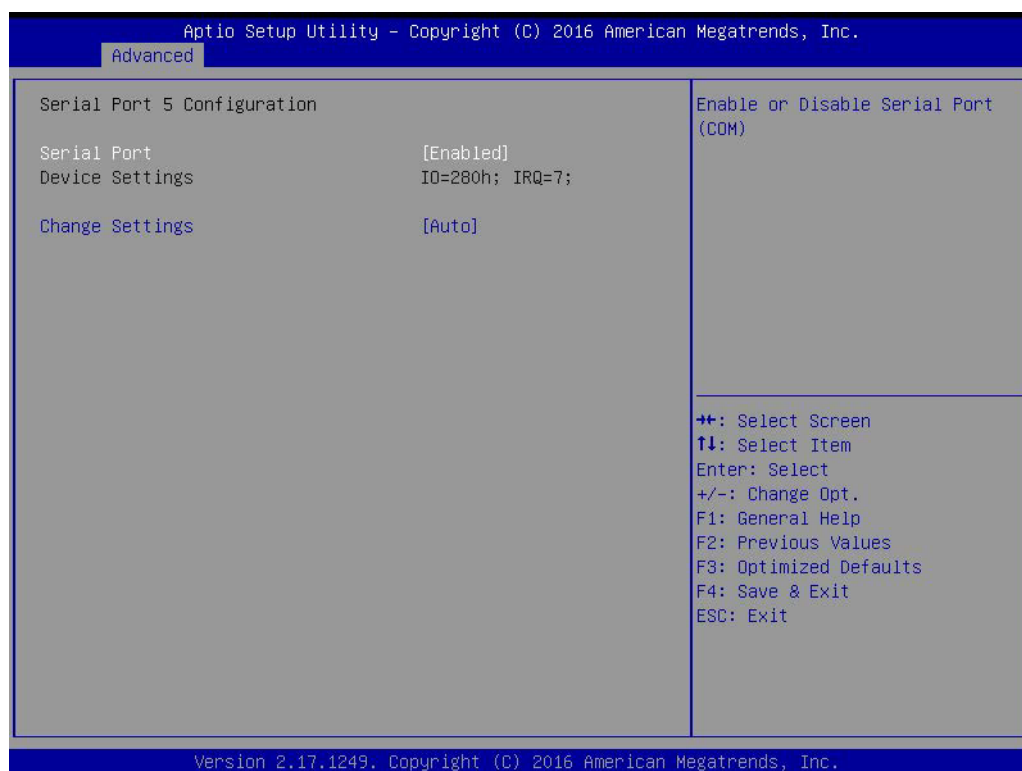 Aptio Setup Utility – Copyright (C) 2016 American Megatrends, Inc.
Advanced
Serial Port 5 Configuration
Serial Port [Enabled]
Device Settings IO=280h; IRQ=7;
Change Settings [Auto]
Enable or Disable Serial Port
(COM)
→←: Select Screen
↑↓: Select Item
Enter: Select
+/-: Change Opt.
F1: General Help
F2: Previous Values
F3: Optimized Defaults
F4: Save & Exit
ESC: Exit
Version 2.17.1249. Copyright (C) 2016 American Megatrends, Inc.